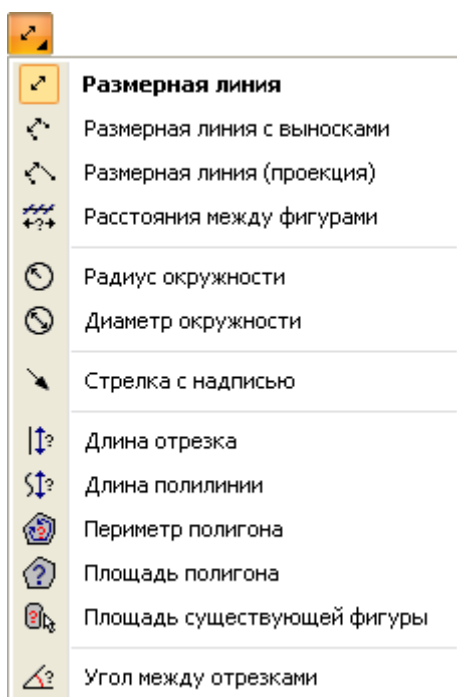 Размерная линия
Размерная линия с выносками
Размерная линия (проекция)
Расстояния между фигурами
Радиус окружности
Диаметр окружности
Стрелка с надписью
Длина отрезка
Длина полилинии
Периметр полигона
Площадь полигона
Площадь существующей фигуры
Угол между отрезками